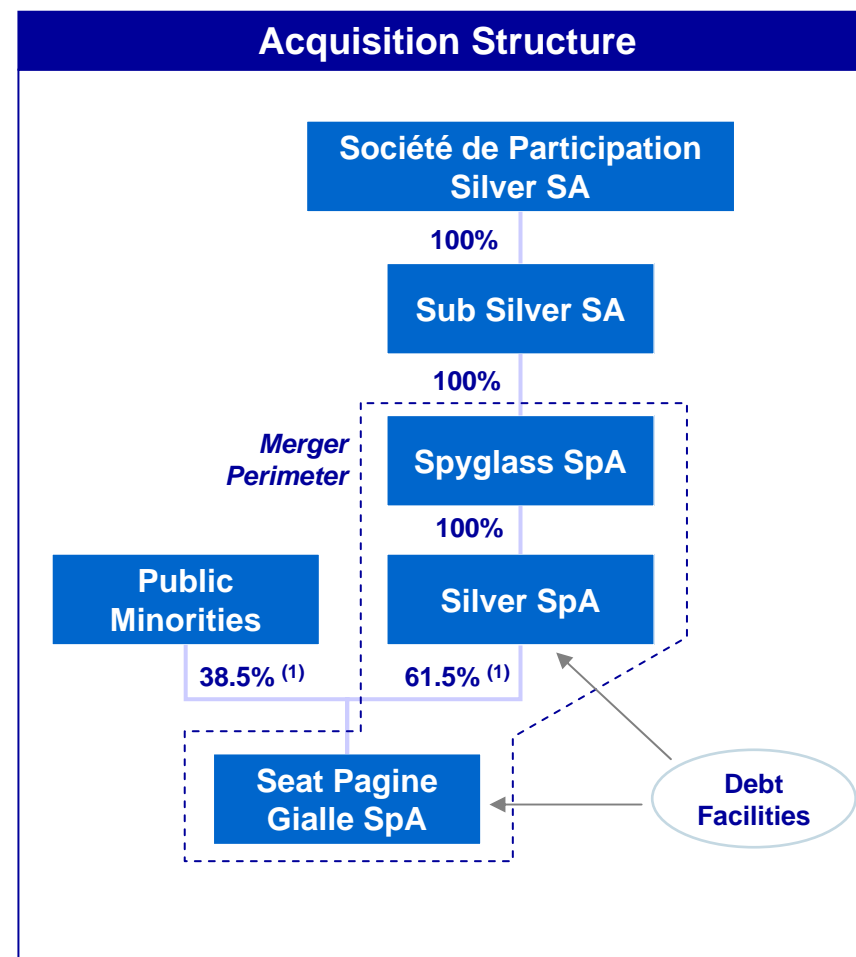 Acquisition Structure
Société de Participation
Silver SA
100%
Sub Silver SA
100%
Merger
Perimeter
Spyglass SpA
100%
Public
Minorities
Silver SpA
38.5% (1)
61.5% (1)
Seat Pagine
Gialle SpA
Debt
Facilities